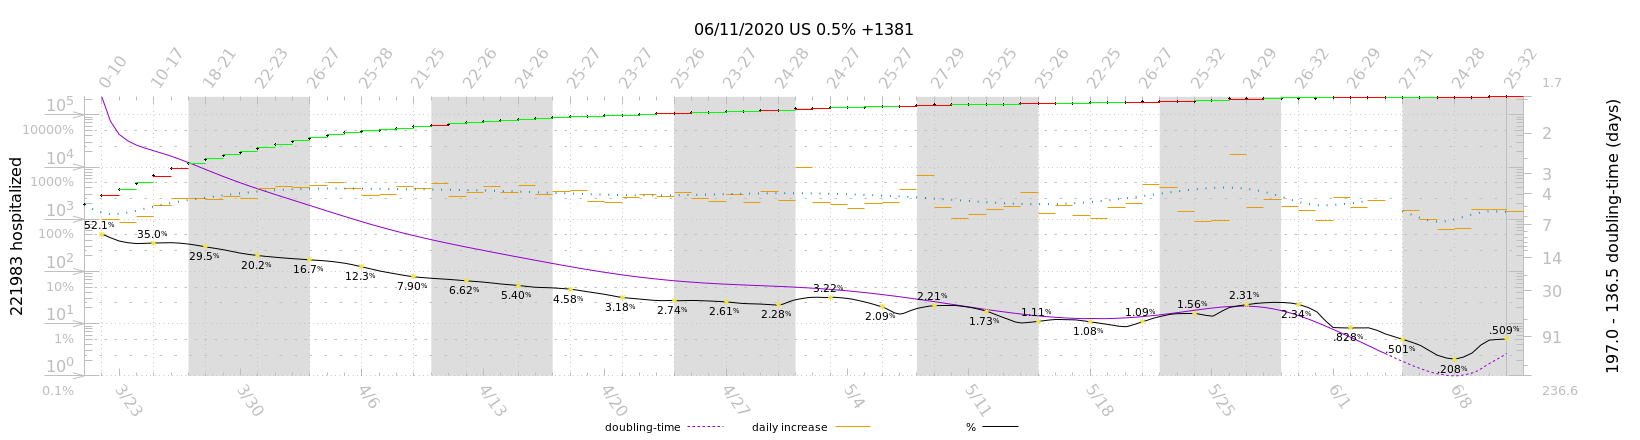 06/11/2020 US 0.5% +1381
0-10 10-17 18-21 22-23 26-27 25-28 21-25 22-26 24-26 25-27 23-27 25-26 23-27 24-28 24-27 25-27 27-29 25-25 25-26 22-25 26-27 25-32 24-29 26-32 26-29 27-31 24-28 25-32
10⁵ 1.7
10000% 2
10⁴
1000% 3
4
10³
7
100%
52.1% 35.0% 29.5% 20.2% 16.7% 12.3% 7.90% 6.62% 5.40% 4.58% 3.18% 2.74% 2.61% 2.28% 3.22% 2.09% 2.21% 1.73% 1.11% 1.08% 1.09% 1.56% 2.31% 2.34% .828% .501% .208% .509%
10² 14
10% 30
10¹
1% 91
10⁰
0.1% 236.6
3/23 3/30 4/6 4/13 4/20 4/27 5/4 5/11 5/18 5/25 6/1 6/8
221983 hospitalized
197.0 - 136.5 doubling-time (days)
doubling-time daily increase %